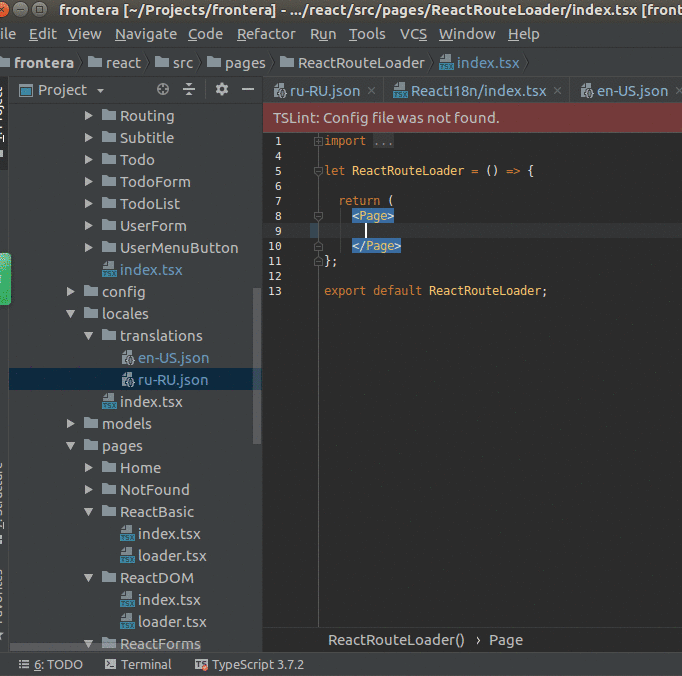 frontera [~/Projects/frontera] - .../react/src/pages/ReactRouteLoader/index.tsx [front
ile Edit View Navigate Code Refactor Run Tools VCS Window Help
frontera react src pages ReactRouteLoader index.tsx
Project
ru-RU.json ReactI18n/index.tsx en-US.json
TSLint: Config file was not found.
Routing
Subtitle
Todo
TodoForm
TodoList
UserForm
UserMenuButton
index.tsx
config
locales
translations
en-US.json
ru-RU.json
index.tsx
models
pages
Home
NotFound
ReactBasic
index.tsx
loader.tsx
ReactDOM
index.tsx
loader.tsx
ReactForms
1 import ...
4
5 let ReactRouteLoader = () => {
6
7 return (
8 <Page>
9
10 </Page>
11 };
12
13 export default ReactRouteLoader;
ReactRouteLoader() › Page
6: TODO Terminal TypeScript 3.7.2